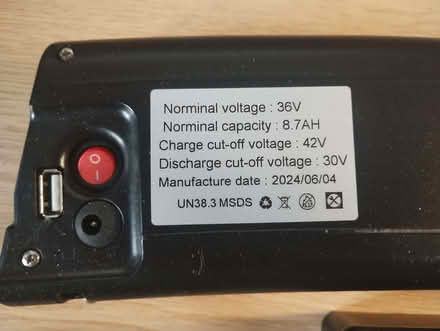 Norminal voltage : 36V
Norminal capacity : 8.7AH
Charge cut-off voltage : 42V
Discharge cut-off voltage : 30V
Manufacture date : 2024/06/04
UN38.3 MSDS
O
I